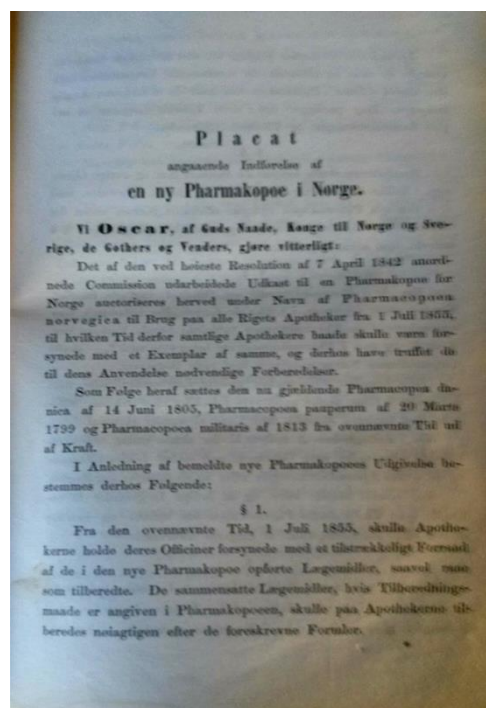 Placat
angaaende Indførelse af
en ny Pharmakopoe i Norge.
Vi Oscar, af Guds Naade, Konge til Norge og Sve-
rige, de Gothers og Venders, gjøre vitterligt:
Det af den ved høieste Resolution af 7 April 1842 anord-
nede Commission udarbeidede Udkast til en Pharmakopoe for
Norge auctoriseres herved under Navn af Pharmacopoea
norvegica til Brug paa alle Rigets Apotheker fra 1 Juli 1855,
til hvilken Tid derfor samtlige Apothekere baade skulle være for-
synede med et Exemplar af samme, og derhos have truffet de
til dens Anvendelse nødvendige Forberedelser.
Som Følge heraf sættes den nu gjældende Pharmacopoea da-
nica af 14 Juni 1805, Pharmacopoea pauperum af 20 Marts
1799 og Pharmacopoea militaris af 1813 fra ovennævnte Tid ud
af Kraft.
I Anledning af bemeldte nye Pharmakopoees Udgivelse be-
stemmes derhos Følgende:
§ 1.
Fra den ovennævnte Tid, 1 Juli 1855, skulle Apothe-
kerne holde deres Officiner forsynede med et tilstrækkeligt Forraad
af de i den nye Pharmakopoe opførte Lægemidler, saavel raae
som tilberedte. De sammensatte Lægemidler, hvis Tilberednings-
maade er angiven i Pharmakopoeen, skulle paa Apothekerne til-
beredes nøiagtigen efter de foreskrevne Formler.